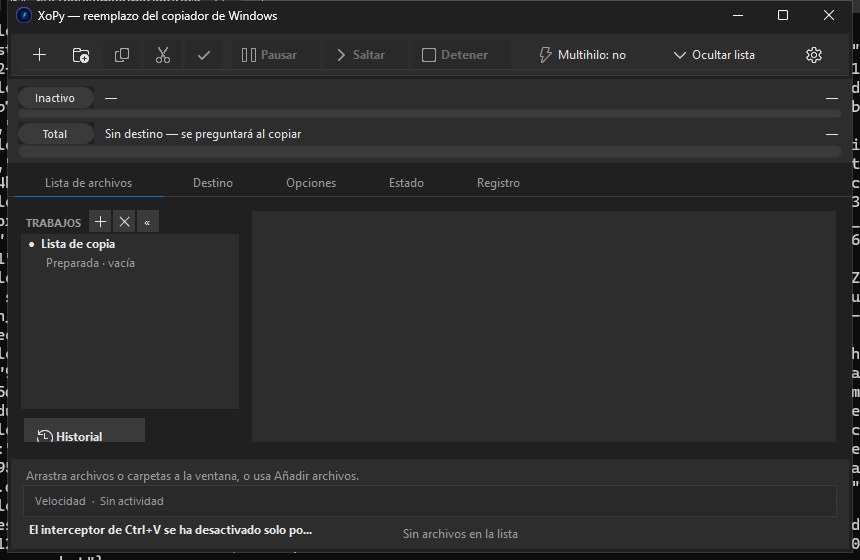 XoPy — reemplazo del copiador de Windows
Pausar Saltar Detener Multihilo: no Ocultar lista
Inactivo —  —
Total Sin destino — se preguntará al copiar —
Lista de archivos Destino Opciones Estado Registro
TRABAJOS + × «
• Lista de copia
Preparada · vacía
Historial
Arrastra archivos o carpetas a la ventana, o usa Añadir archivos.
Velocidad · Sin actividad
El interceptor de Ctrl+V se ha desactivado solo po...
Sin archivos en la lista